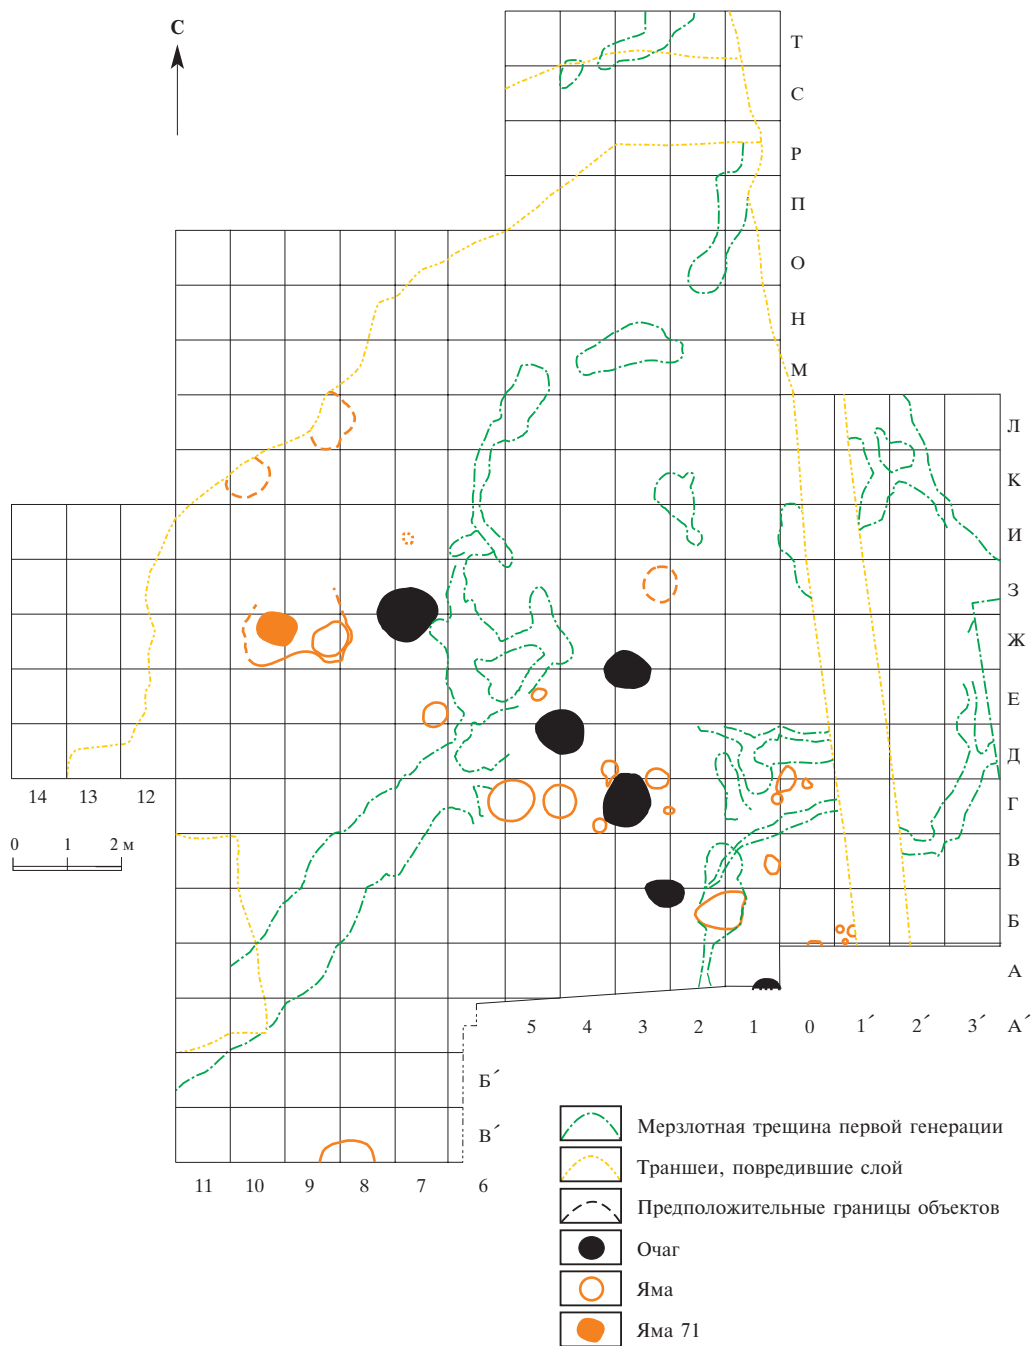 С
Т
С
Р
П
О
Н
М
Л
К
И
З
Ж
Е
Д
14 13 12
Г
0 1 2 м
В
Б
А
5 4 3 2 1 0 1´ 2´ 3´ А´
Б´
В´
11 10 9 8 7 6
Мерзлотная трещина первой генерации
Траншеи, повредившие слой
Предположительные границы объектов
Очаг
Яма
Яма 71